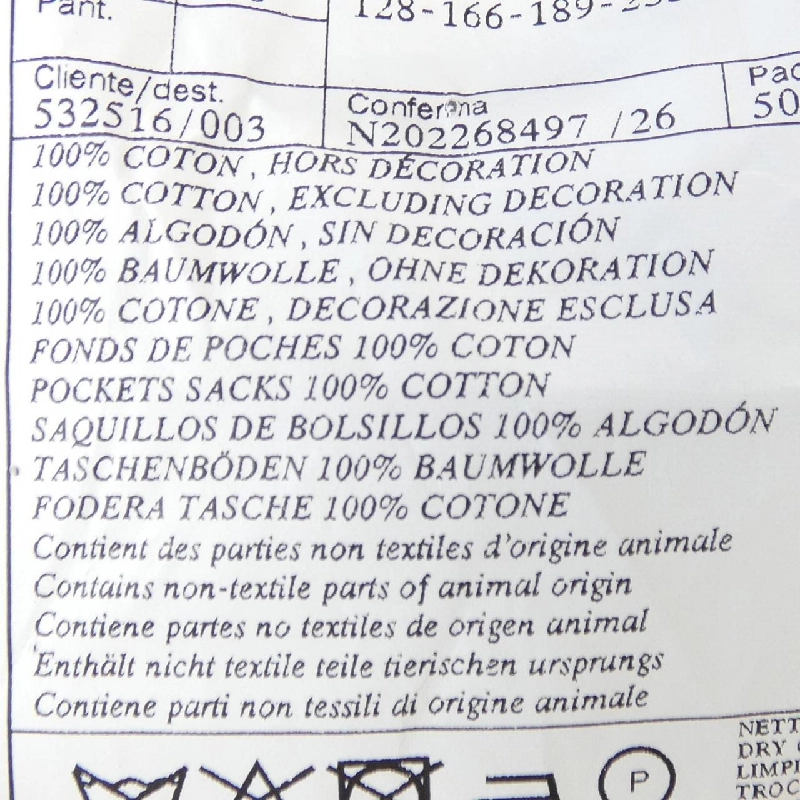 Pant.
128-166-189-
Cliente/dest.
532516/003
Conferma
N202268497 /26
50
100% COTON, HORS DÉCORATION
100% COTTON, EXCLUDING DECORATION
100% ALGODÓN, SIN DECORACIÓN
100% BAUMWOLLE, OHNE DEKORATION
100% COTONE, DECORAZIONE ESCLUSA
FONDS DE POCHES 100% COTON
POCKETS SACKS 100% COTTON
SAQUILLOS DE BOLSILLOS 100% ALGODÓN
TASCHENBÖDEN 100% BAUMWOLLE
FODERA TASCHE 100% COTONE
Contient des parties non textiles d'origine animale
Contains non-textile parts of animal origin
Contiene partes no textiles de origen animal
Enthält nicht textile teile tierischen ursprungs
Contiene parti non tessili di origine animale
P
NETT
DRY
LIMPI
TROC